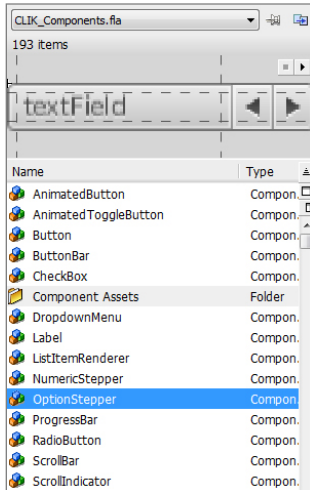 CLIK_Components.fla
193 items
textField
Name Type
AnimatedButton Compon.
AnimatedToggleButton Compon.
Button Compon.
ButtonBar Compon.
CheckBox Compon.
Component Assets Folder
DropdownMenu Compon.
Label Compon.
ListItemRenderer Compon.
NumericStepper Compon.
OptionStepper Compon.
ProgressBar Compon.
RadioButton Compon.
ScrollBar Compon.
ScrollIndicator Compon.